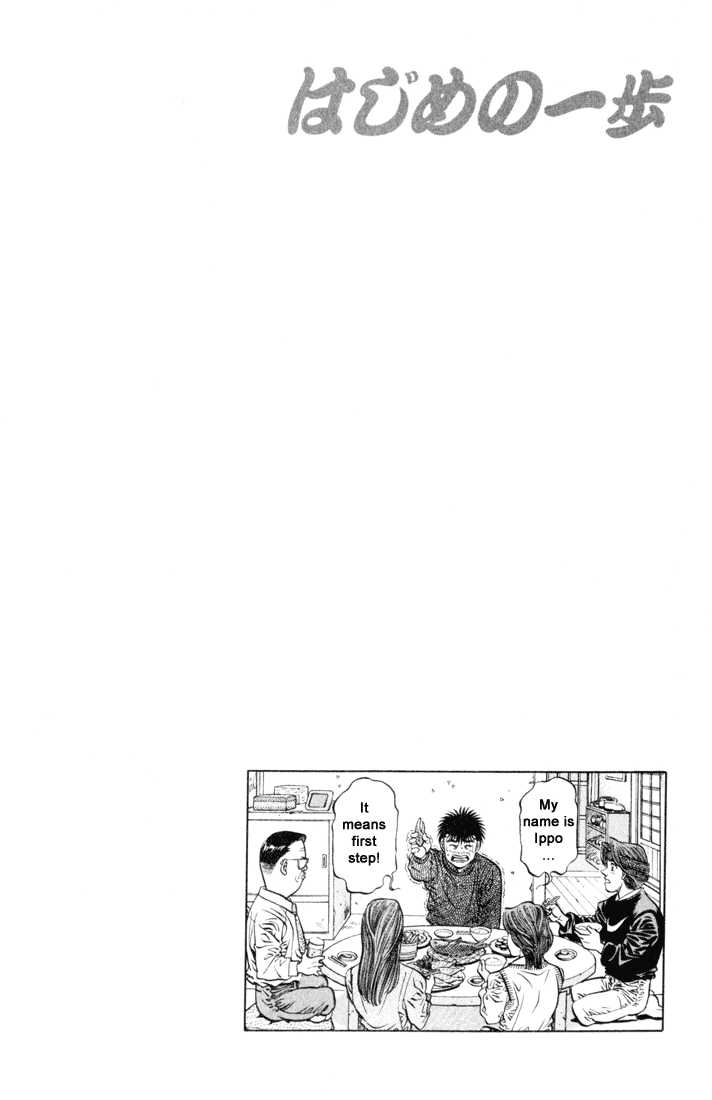 はじめの一歩
My
name is
Ippo
...
It
means
first
step!